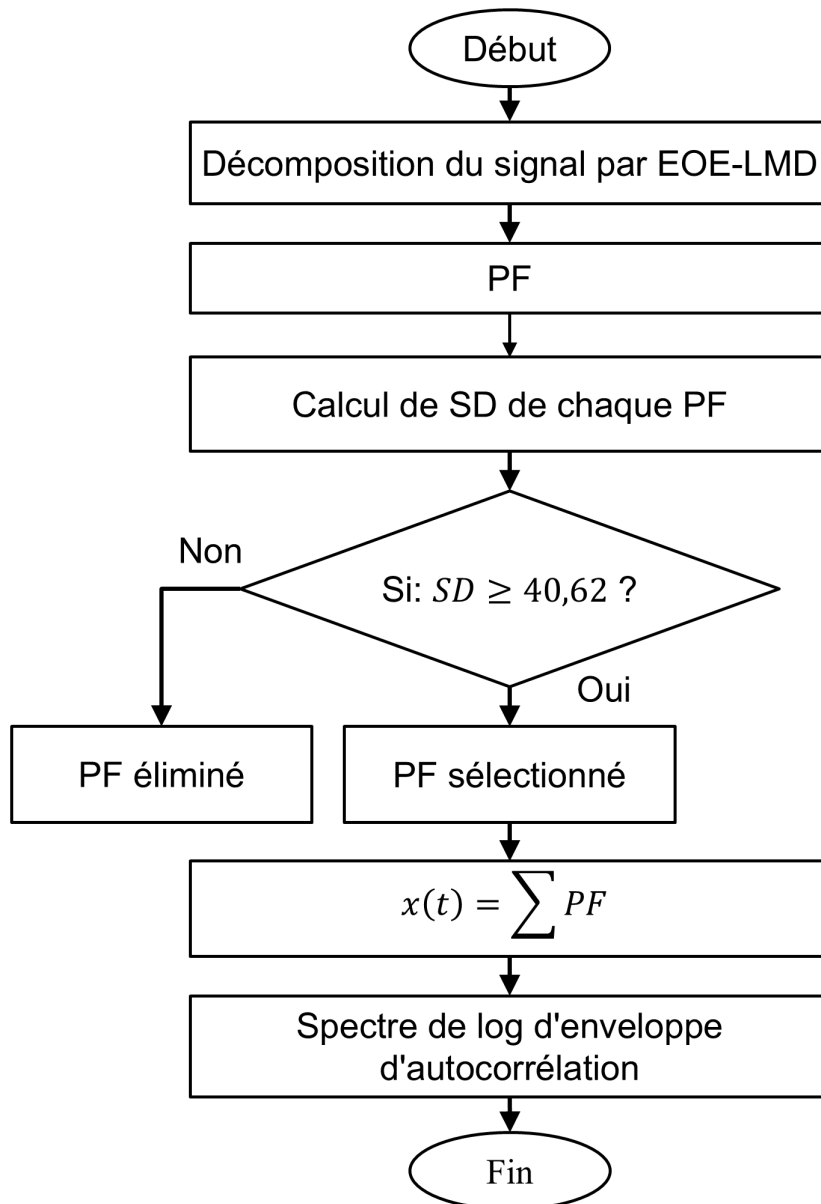 Début
Décomposition du signal par EOE-LMD
PF
Calcul de SD de chaque PF
Non
Si: SD ≥ 40,62 ?
Oui
PF éliminé
PF sélectionné
x(t) = ∑ PF
Spectre de log d'enveloppe
d'autocorrélation
Fin